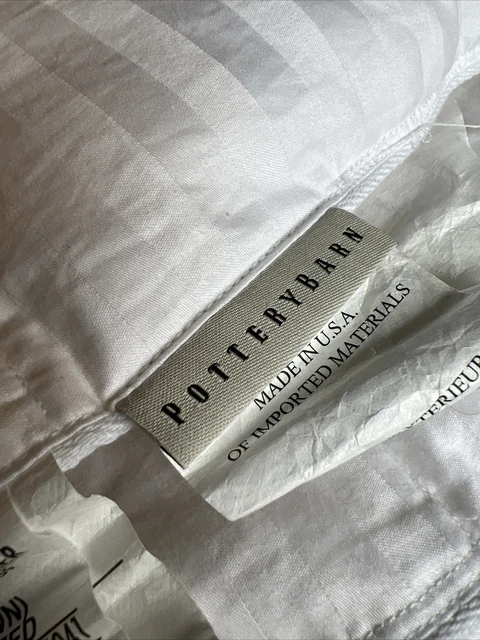 POTTERYBARN
MADE IN U.S.A.
OF IMPORTED MATERIALS